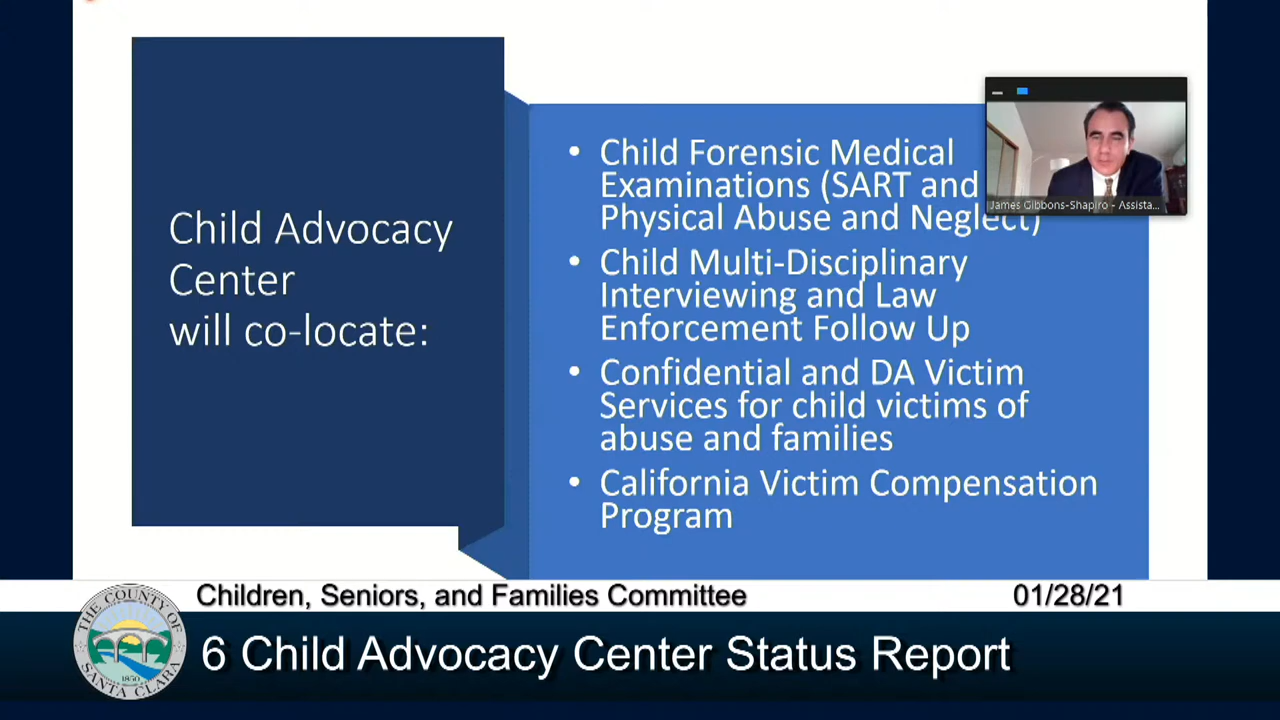 Child Advocacy
Center
will co-locate:
• Child Forensic Medical
Examinations (SART and
Physical Abuse and Neglect)
• Child Multi-Disciplinary
Interviewing and Law
Enforcement Follow Up
• Confidential and DA Victim
Services for child victims of
abuse and families
• California Victim Compensation
Program
James Gibbons-Shapiro - Assista...
Children, Seniors, and Families Committee
01/28/21
THE COUNTY OF
SANTA CLARA
1850
6 Child Advocacy Center Status Report